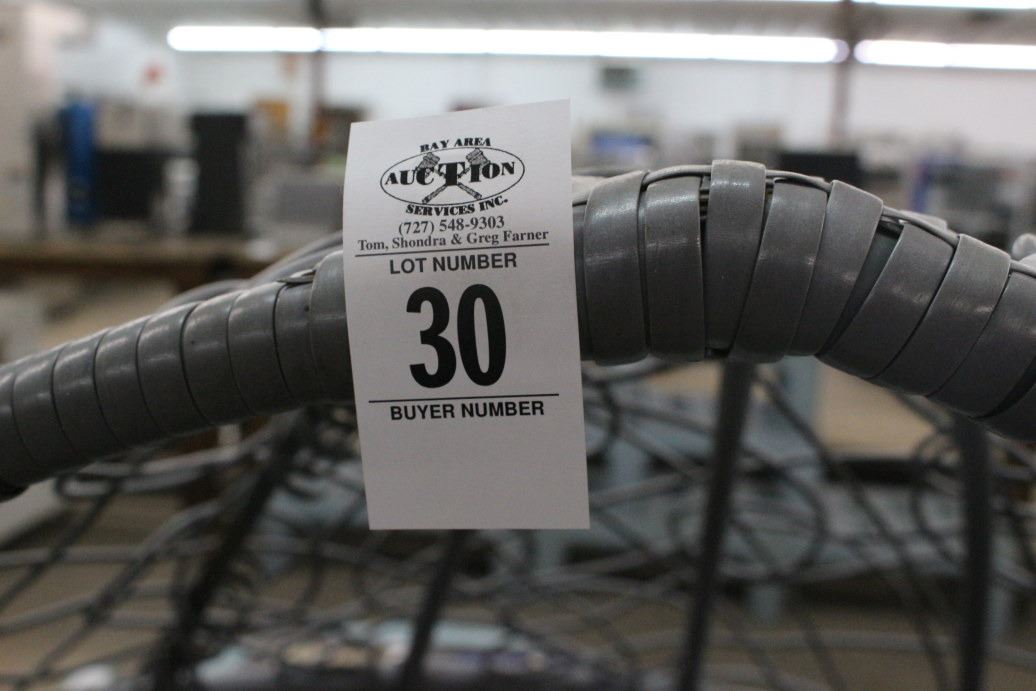 BAY AREA
AUCTION
SERVICES INC.
(727) 548-9303
Tom, Shondra & Greg Farner
LOT NUMBER
30
BUYER NUMBER